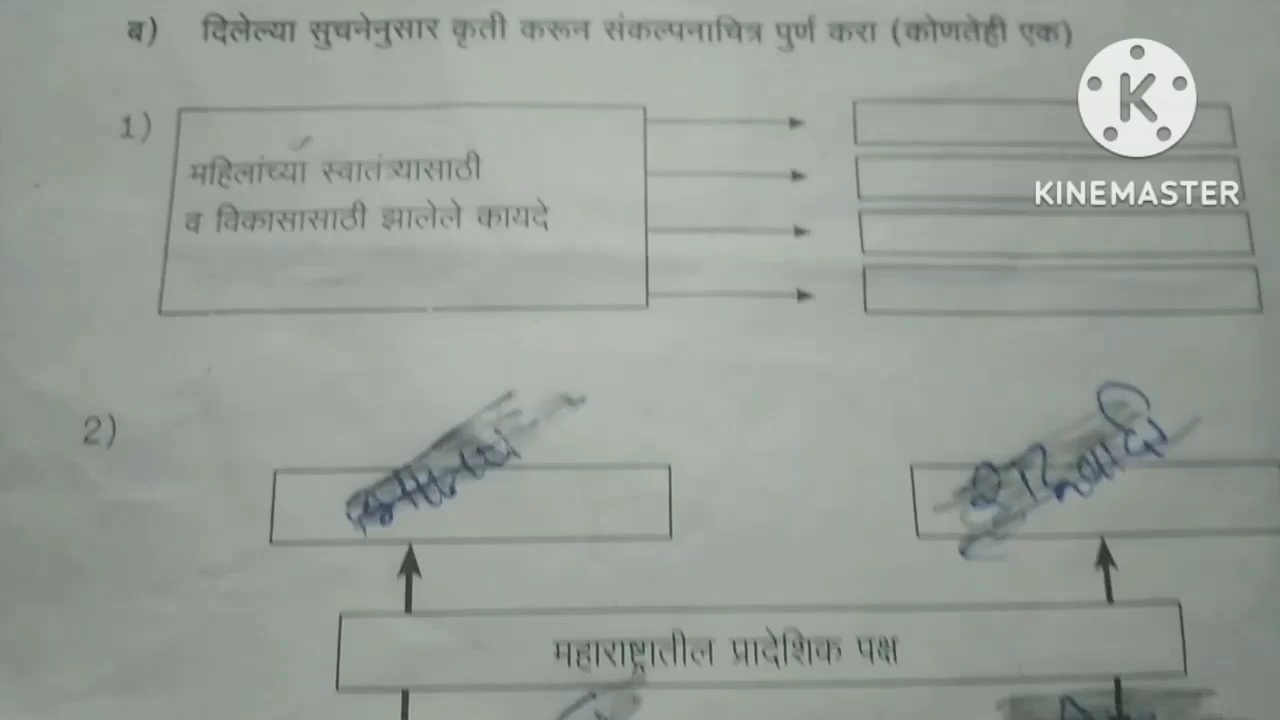 ब) दिलेल्या सुचनेनुसार कृती करून संकल्पनाचित्र पुर्ण करा (कोणतेही एक)
K
KINEMASTER
1)
महिलांच्या स्वातंत्र्यासाठी
व विकासासाठी झालेले कायदे
2)
महाराष्ट्रातील प्रादेशिक पक्ष